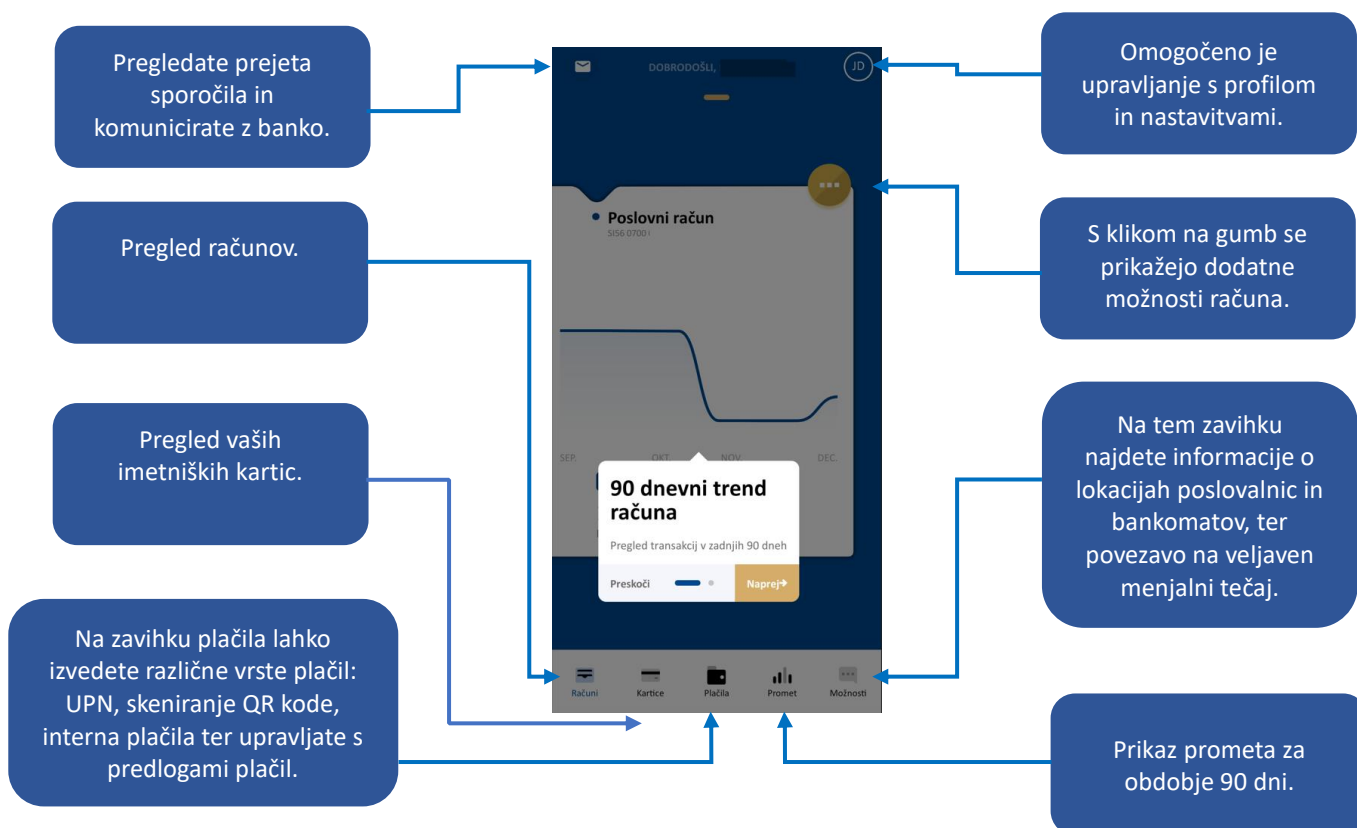 Pregledate prejeta
sporočila in
komunicirate z banko.
Pregled računov.
Pregled vaših
imetniških kartic.
Na zavihku plačila lahko
izvedete različne vrste plačil:
UPN, skeniranje QR kode,
interna plačila ter upravljate s
predlogami plačil.
DOBRODOŠLI,
JD
Poslovni račun
SI56 0700
SEP.
OKT.
NOV.
DEC.
90 dnevni trend
računa
Pregled transakcij v zadnjih 90 dneh
Preskoči
Naprej
Računi
Kartice
Plačila
Promet
Možnosti
Omogočeno je
upravljanje s profilom
in nastavitvami.
S klikom na gumb se
prikažejo dodatne
možnosti računa.
Na tem zavihku
najdete informacije o
lokacijah poslovalnic in
bankomatov, ter
povezavo na veljaven
menjalni tečaj.
Prikaz prometa za
obdobje 90 dni.